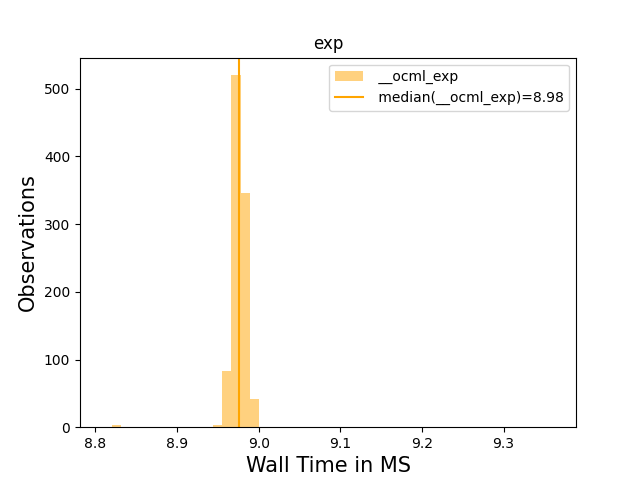 exp
__ocml_exp
median(__ocml_exp)=8.98
Observations
500
400
300
200
100
0
8.8 8.9 9.0 9.1 9.2 9.3
Wall Time in MS